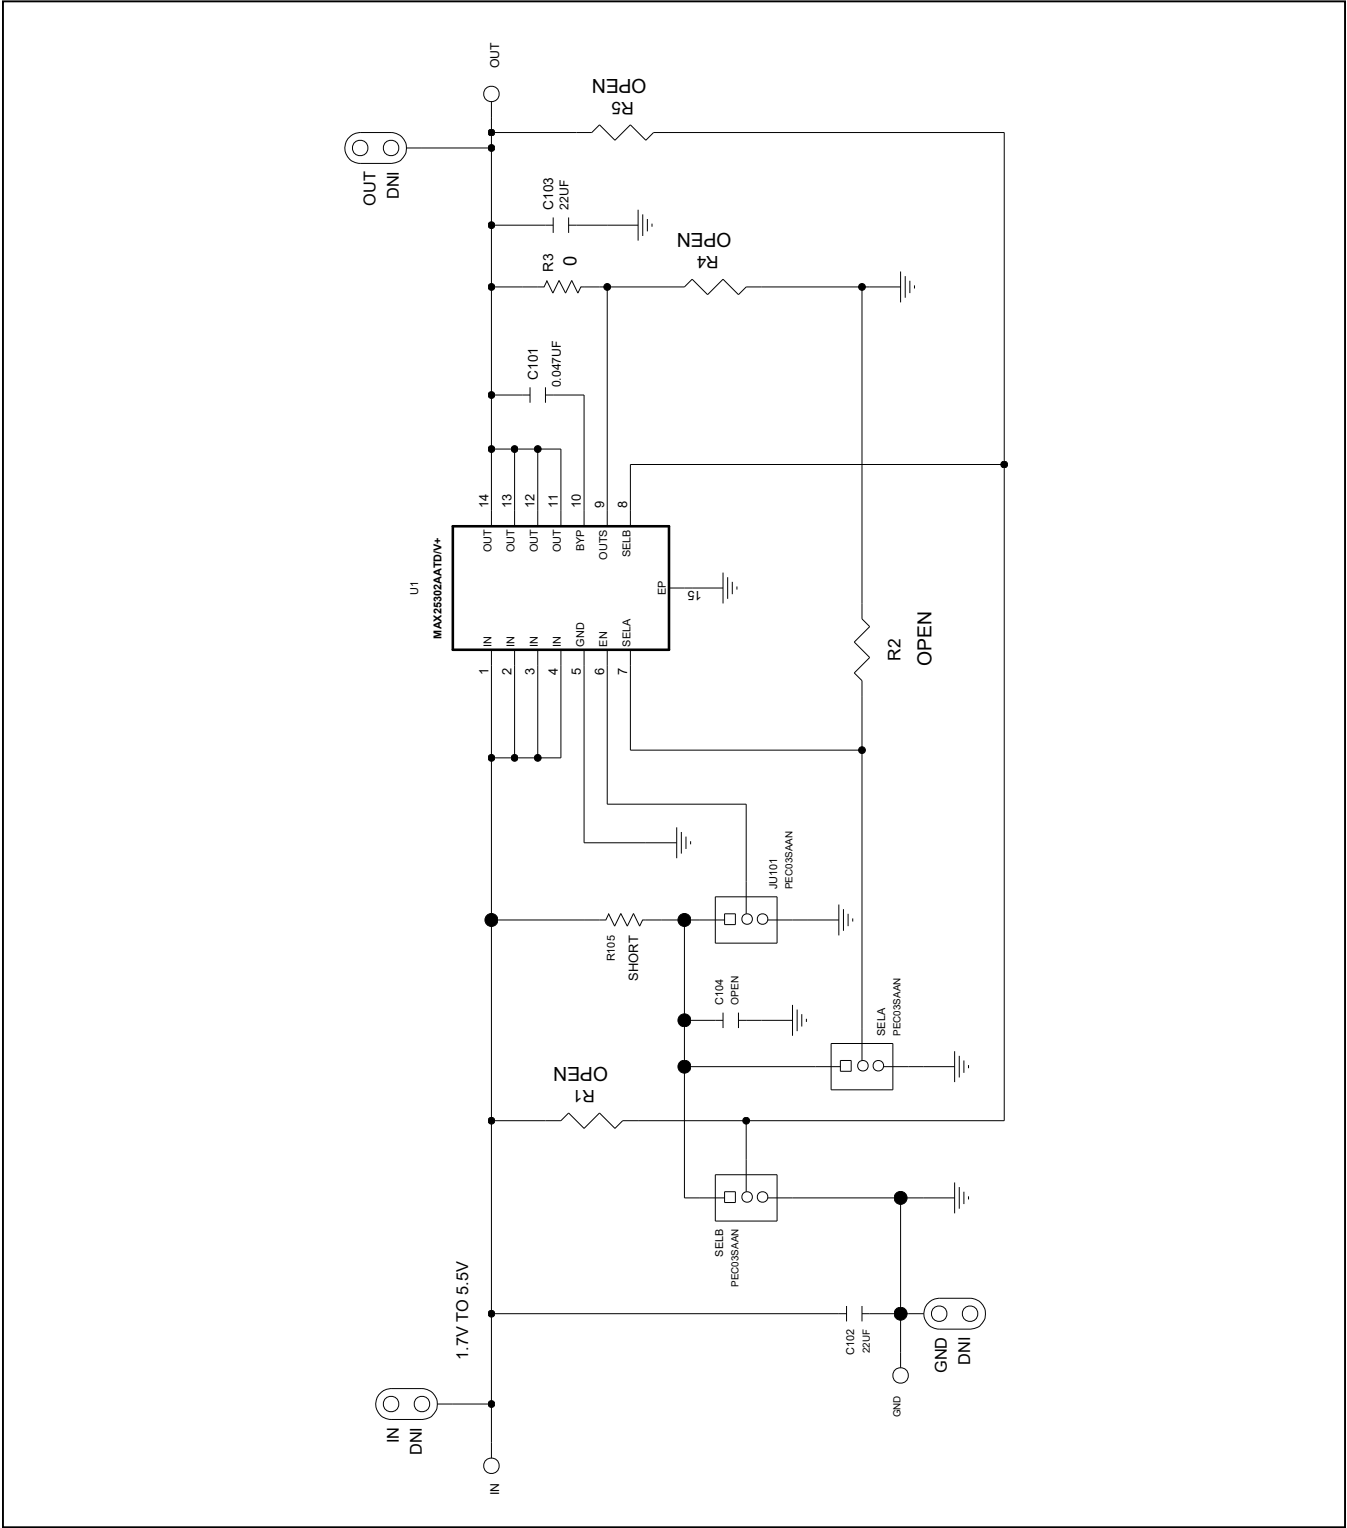 OUT
OUT
DNI
R5
OPEN
C103
22UF
R3
0
R4
OPEN
C101
0.047UF
14
13
12
11
10
9
8
OUT
OUT
OUT
OUT
BYP
OUTS
SELB
U1
MAX25302AATD/V+
EP
15
IN
IN
IN
IN
GND
EN
SELA
1
2
3
4
5
6
7
R2
OPEN
JU101
PEC03SAAN
R105
SHORT
C104
OPEN
SELA
PEC03SAAN
R1
OPEN
SELB
PEC03SAAN
1.7V TO 5.5V
C102
22UF
GND
DNI
GND
IN
DNI
IN